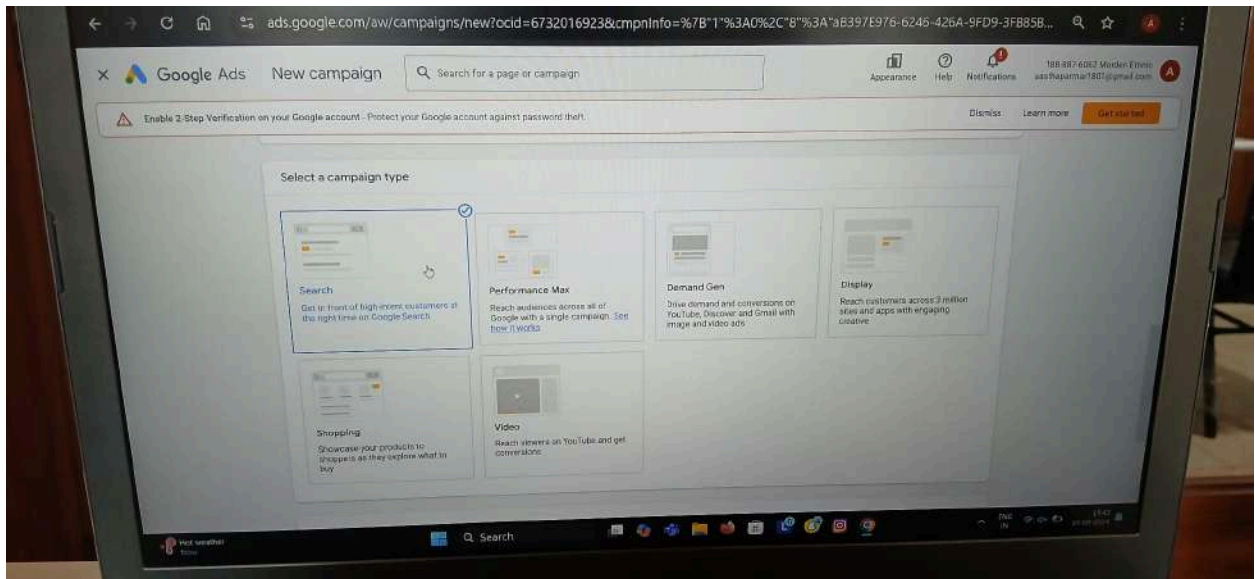 ads.google.com/aw/campaigns/new?ocid=6732016923&cmpnInfo=%7B"1"%3A0%2C"8"%3A"aB397E976-6246-426A-9FD9-3FB85B...
A
Google Ads
New campaign
Search for a page or campaign
Appearance
Help
Notifications
A
Enable 2-Step Verification on your Google account - Protect your Google account against password theft.
Dismiss
Learn more
Get started
Select a campaign type
Search
Get in front of high-intent customers at
the right time on Google Search
Performance Max
Reach audiences across all of
Google with a single campaign. See
how it works
Demand Gen
Drive demand and conversions on
YouTube, Discover and Gmail with
image and video ads
Display
Reach customers across 3 million
sites and apps with engaging
creative
Shopping
Showcase your products to
shoppers as they explore what to
buy
Video
Reach viewers on YouTube and get
conversions
Hot weather
Now
Search
ENG
IN